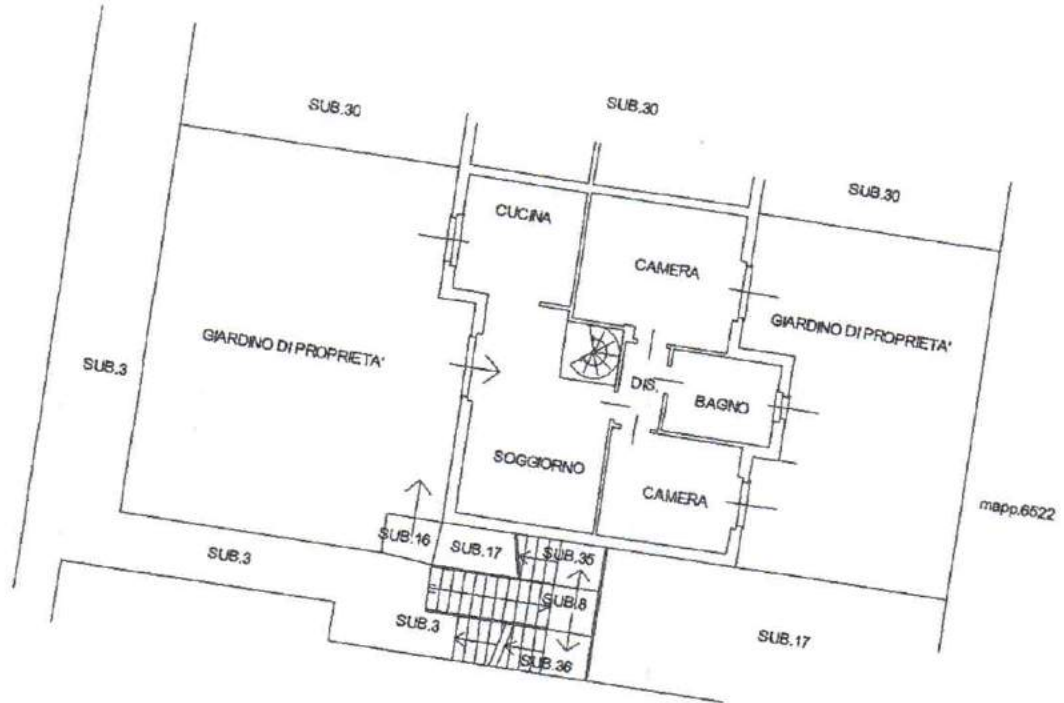 SUB.30
SUB.30
SUB.30
CUCINA
CAMERA
GIARDINO DI PROPRIETA'
GIARDINO DI PROPRIETA'
SUB.3
DIS.
BAGNO
SOGGIORNO
CAMERA
mapp.6522
SUB.16
SUB.17
SUB.35
SUB.3
SUB.8
SUB.3
SUB.36
SUB.17